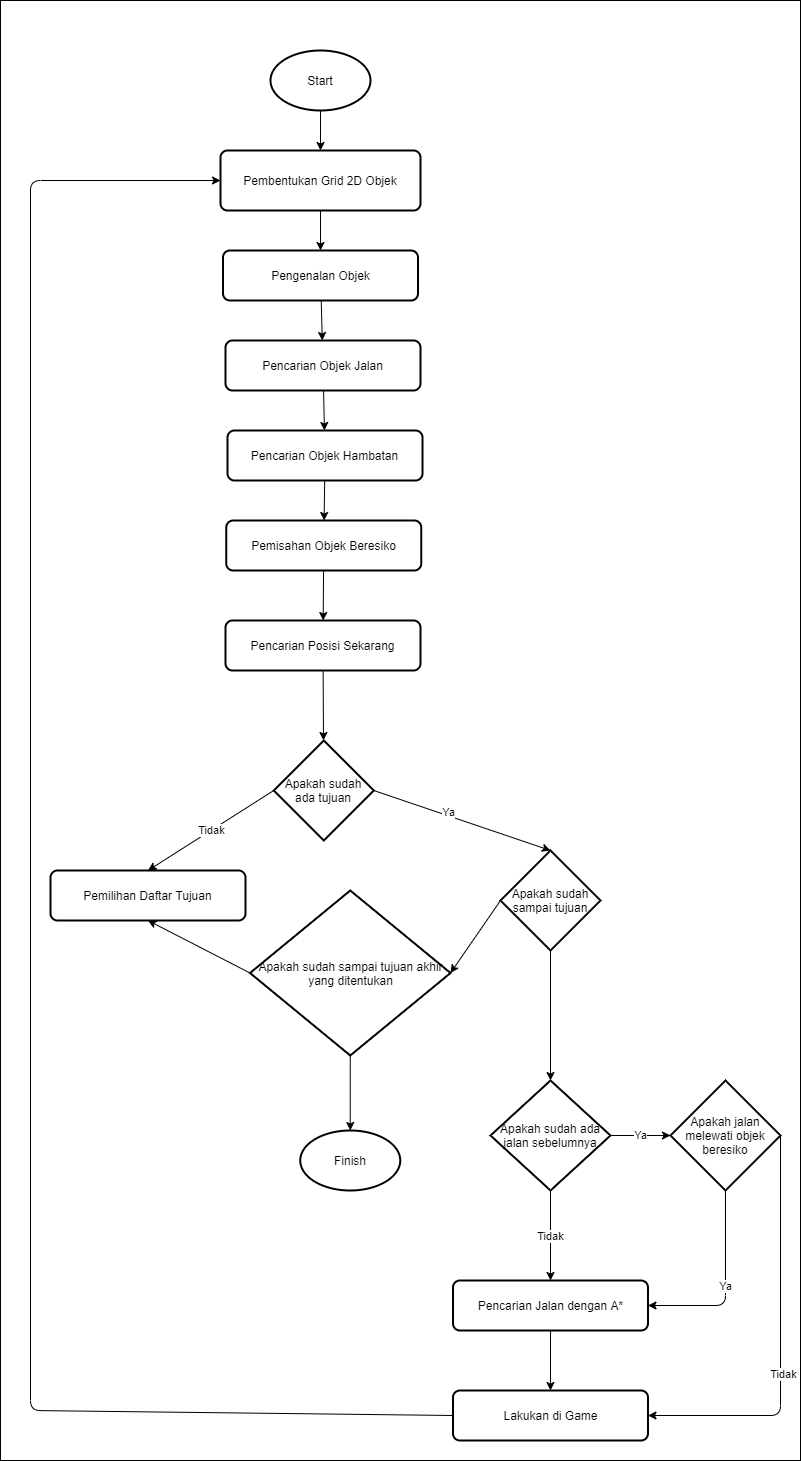 Start
Pembentukan Grid 2D Objek
Pengenalan Objek
Pencarian Objek Jalan
Pencarian Objek Hambatan
Pemisahan Objek Beresiko
Pencarian Posisi Sekarang
Apakah sudah
ada tujuan
Tidak
Ya
Pemilihan Daftar Tujuan
Apakah sudah
sampai tujuan
Apakah sudah sampai tujuan akhir
yang ditentukan
Finish
Apakah sudah ada
jalan sebelumnya
Ya
Apakah jalan
melewati objek
beresiko
Tidak
Ya
Pencarian Jalan dengan A*
Tidak
Lakukan di Game